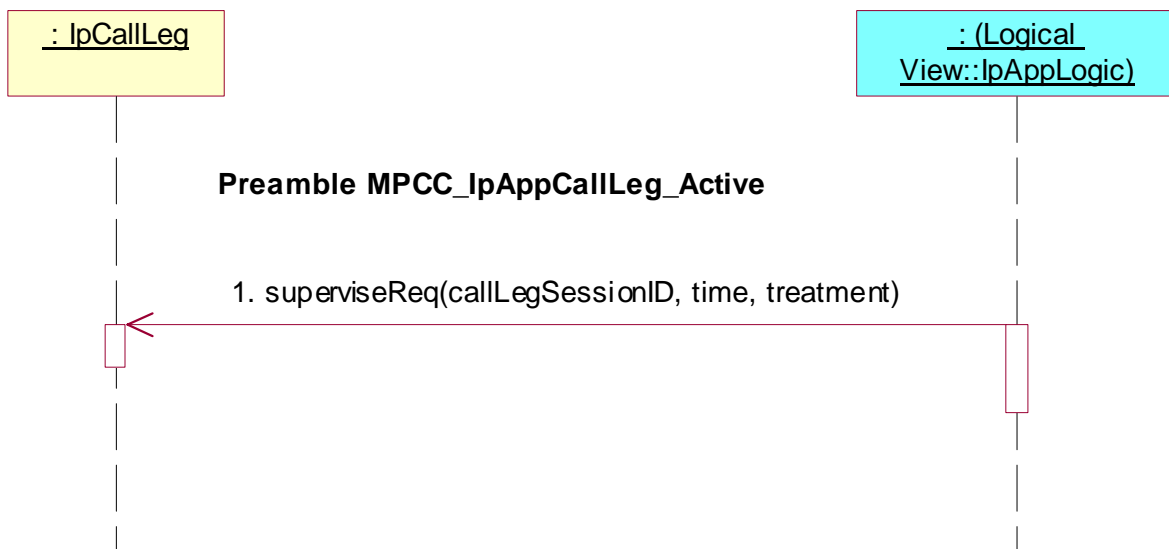 : IpCallLeg
: (Logical
View::IpAppLogic)
Preamble MPCC_IpAppCallLeg_Active
1. superviseReq(callLegSessionID, time, treatment)